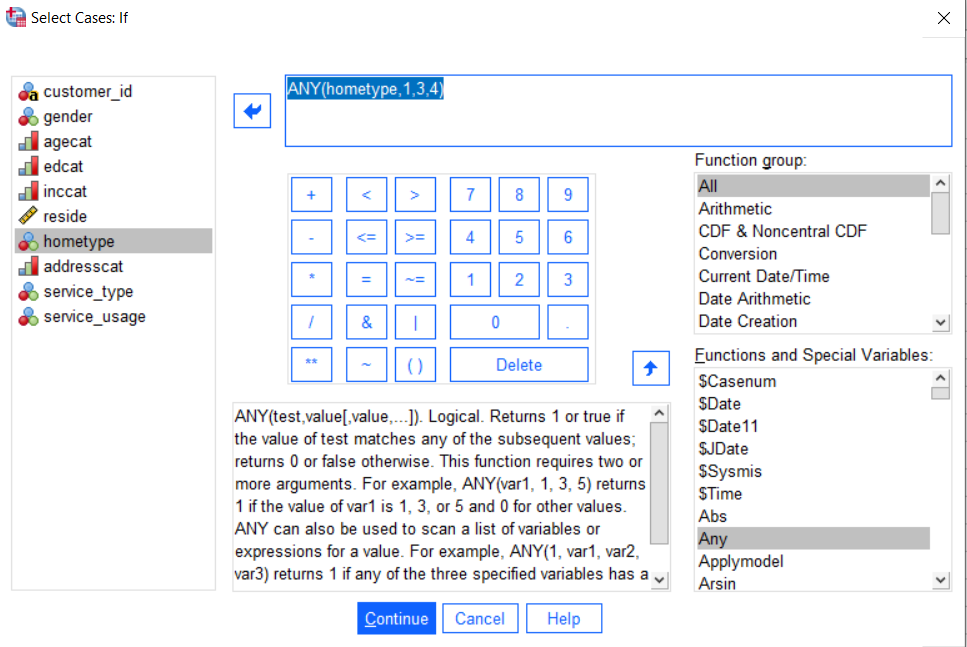 Select Cases: If
customer_id
gender
agecat
edcat
inccat
reside
hometype
addresscat
service_type
service_usage
ANY(hometype,1,3,4)
+ < > 7 8 9
- <= >= 4 5 6
* = ~= 1 2 3
/ & | 0 .
** ~ ( ) Delete
Function group:
All
Arithmetic
CDF & Noncentral CDF
Conversion
Current Date/Time
Date Arithmetic
Date Creation
Functions and Special Variables:
$Casenum
$Date
$Date11
$JDate
$Sysmis
$Time
Abs
Any
Applymodel
Arsin
ANY(test,value[,value,...]). Logical. Returns 1 or true if
the value of test matches any of the subsequent values;
returns 0 or false otherwise. This function requires two or
more arguments. For example, ANY(var1, 1, 3, 5) returns
1 if the value of var1 is 1, 3, or 5 and 0 for other values.
ANY can also be used to scan a list of variables or
expressions for a value. For example, ANY(1, var1, var2,
var3) returns 1 if any of the three specified variables has a
Continue Cancel Help